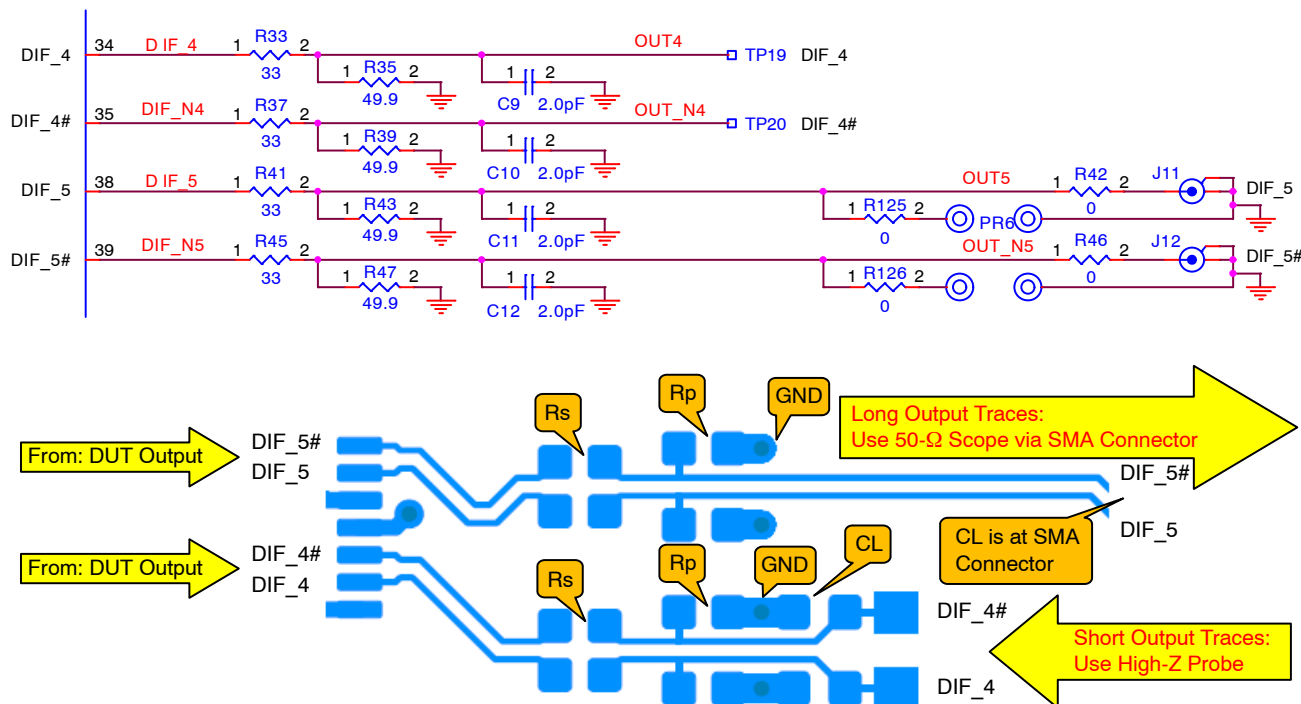 DIF_4 34 D IF_4 1 R33 2 OUT4 TP19 DIF_4
33 1 R35 2 1 2
49.9 C9 2.0pF
DIF_4# 35 DIF_N4 1 R37 2 OUT_N4 TP20 DIF_4#
33 1 R39 2 1 2
49.9 C10 2.0pF
DIF_5 38 D IF_5 1 R41 2 OUT5 1 R42 2 J11 DIF_5
33 1 R43 2 1 2 1 R125 2 PR6 0
49.9 C11 2.0pF 0
DIF_5# 39 DIF_N5 1 R45 2 OUT_N5 1 R46 2 J12 DIF_5#
33 1 R47 2 1 2 1 R126 2 0
49.9 C12 2.0pF 0
From: DUT Output
DIF_5#
DIF_5
Rs
Rp
GND
Long Output Traces:
Use 50-Ω Scope via SMA Connector
DIF_5#
DIF_5
CL is at SMA
Connector
From: DUT Output
DIF_4#
DIF_4
Rs
Rp
GND
CL
DIF_4#
DIF_4
Short Output Traces:
Use High-Z Probe